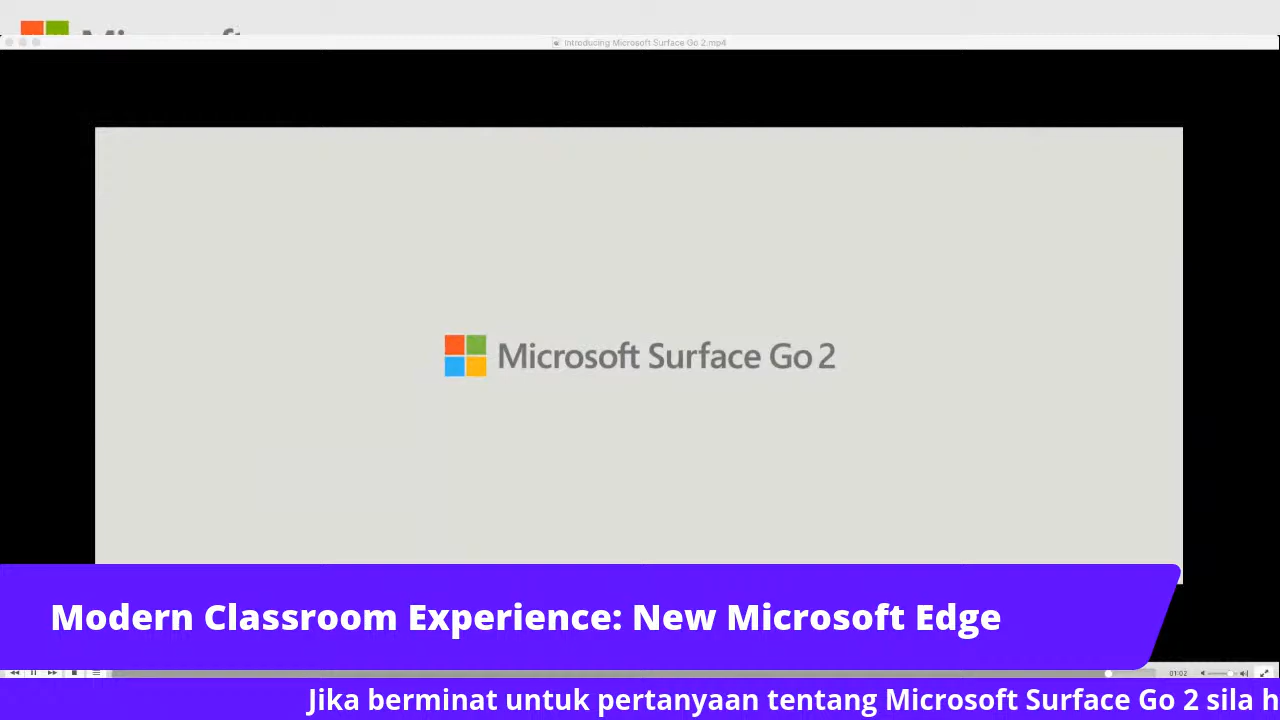 Microsoft
Introducing Microsoft Surface Go 2.mp4
Microsoft Surface Go 2
Modern Classroom Experience: New Microsoft Edge
01:02
Jika berminat untuk pertanyaan tentang Microsoft Surface Go 2 sila h